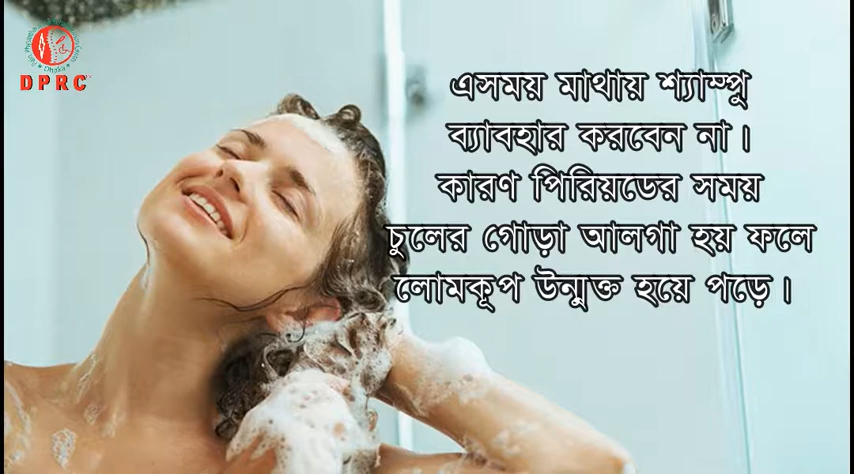 DPRC
এসময় মাথায় শ্যাম্পু
ব্যাবহার করবেন না।
কারণ পিরিয়ডের সময়
চুলের গোড়া আলগা হয় ফলে
লোমকূপ উন্মুক্ত হয়ে পড়ে।